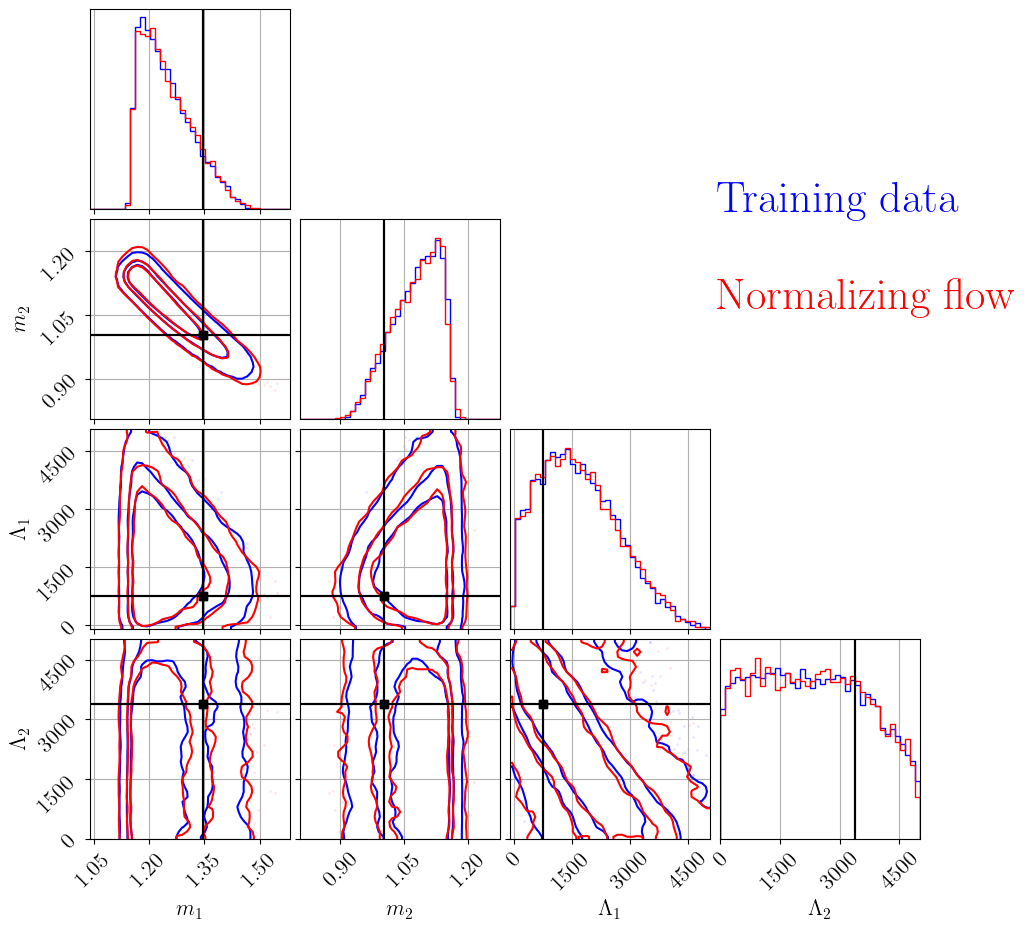 Training data
Normalizing flow
m₂
1.20
1.05
0.90
Λ₁
4500
3000
1500
0
Λ₂
4500
3000
1500
0
1.05 1.20 1.35 1.50
0.90 1.05 1.20
0 1500 3000 4500
0 1500 3000 4500
m₁ m₂ Λ₁ Λ₂